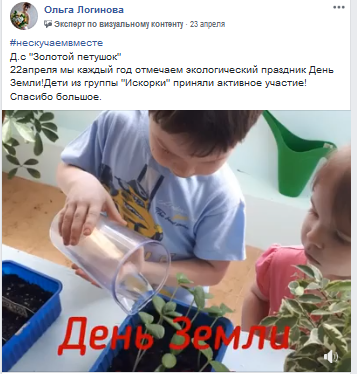 Ольга Логинова
Эксперт по визуальному контенту · 23 апреля
#нескучаемвместе
Д.с "Золотой петушок"
22апреля мы каждый год отмечаем экологический праздник День
Земли!Дети из группы "Искорки" приняли активное участие!
Спасибо большое.
День Земли